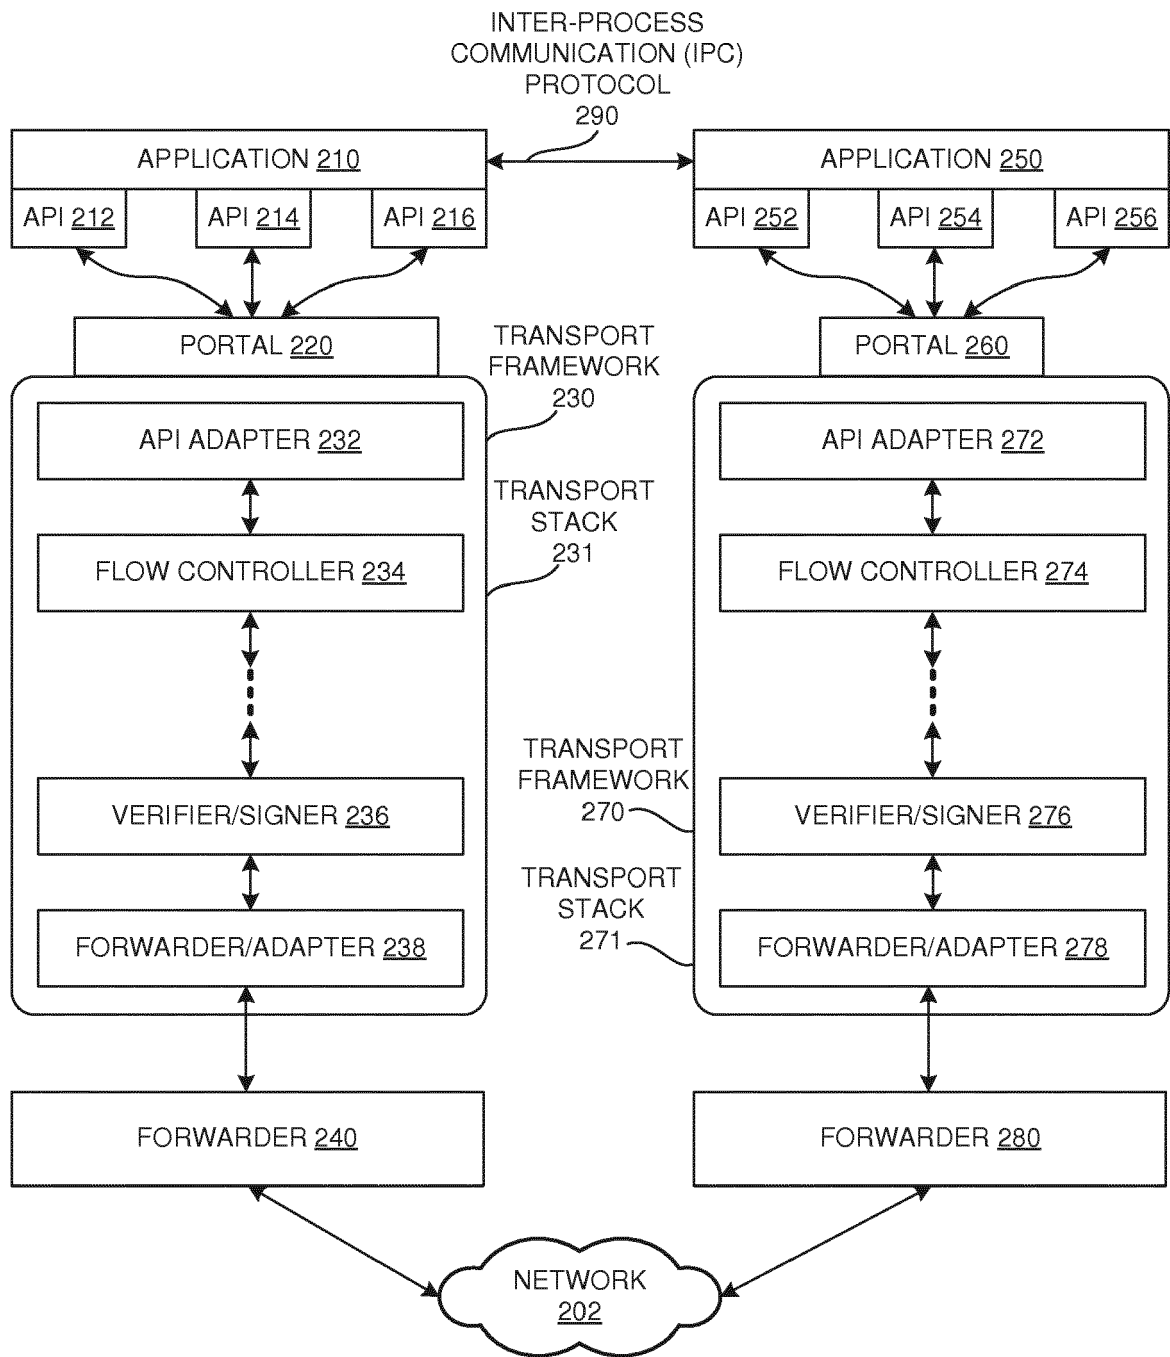 INTER-PROCESS
COMMUNICATION (IPC)
PROTOCOL
290
APPLICATION 210
APPLICATION 250
API 212
API 214
API 216
API 252
API 254
API 256
PORTAL 220
PORTAL 260
TRANSPORT
FRAMEWORK
230
API ADAPTER 232
API ADAPTER 272
TRANSPORT
STACK
231
FLOW CONTROLLER 234
FLOW CONTROLLER 274
TRANSPORT
FRAMEWORK
270
VERIFIER/SIGNER 236
VERIFIER/SIGNER 276
TRANSPORT
STACK
271
FORWARDER/ADAPTER 238
FORWARDER/ADAPTER 278
FORWARDER 240
FORWARDER 280
NETWORK
202